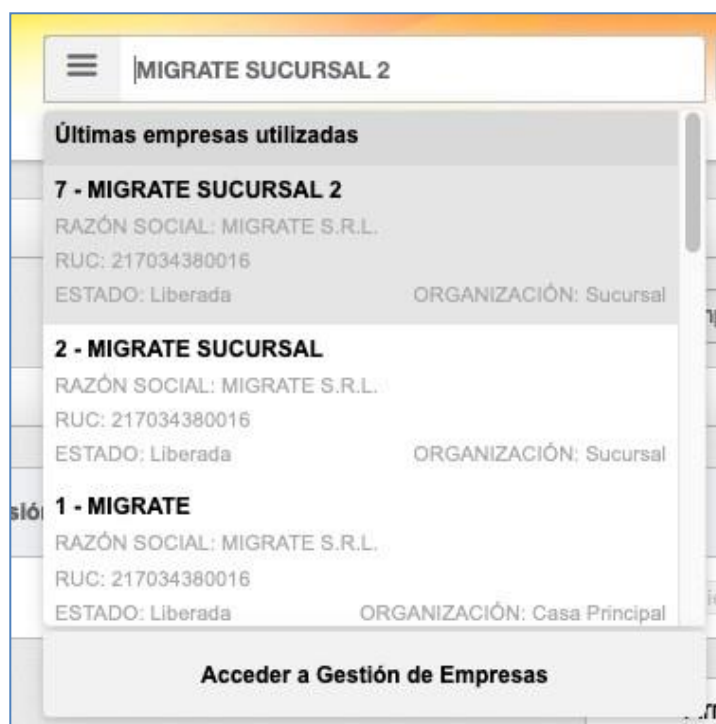 MIGRATE SUCURSAL 2
Últimas empresas utilizadas
7 - MIGRATE SUCURSAL 2
RAZÓN SOCIAL: MIGRATE S.R.L.
RUC: 217034380016
ESTADO: Liberada ORGANIZACIÓN: Sucursal
2 - MIGRATE SUCURSAL
RAZÓN SOCIAL: MIGRATE S.R.L.
RUC: 217034380016
ESTADO: Liberada ORGANIZACIÓN: Sucursal
1 - MIGRATE
RAZÓN SOCIAL: MIGRATE S.R.L.
RUC: 217034380016
ESTADO: Liberada ORGANIZACIÓN: Casa Principal
Acceder a Gestión de Empresas